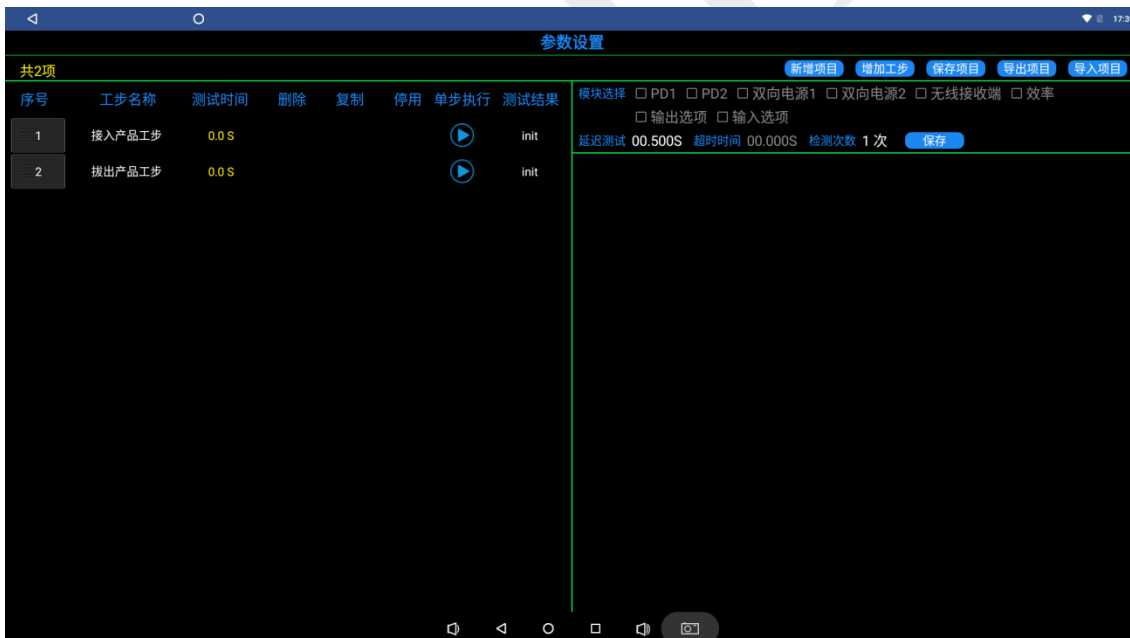 17:3
参数设置
共2项
新增项目 增加工步 保存项目 导出项目 导入项目
序号 工步名称 测试时间 删除 复制 停用 单步执行 测试结果
1 接入产品工步 0.0 S init
2 拔出产品工步 0.0 S init
模块选择 PD1 PD2 双向电源1 双向电源2 无线接收端 效率
输出选项 输入选项
延迟测试 00.500S 超时时间 00.000S 检测次数 1 次 保存